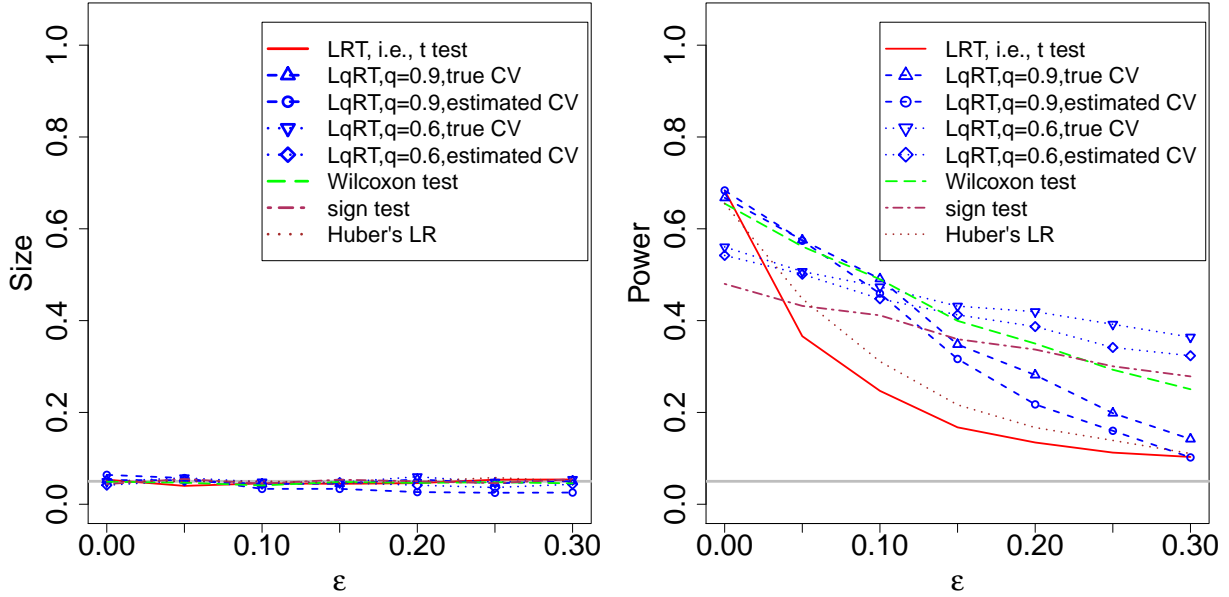 LRT, i.e., t test
LqRT,q=0.9,true CV
LqRT,q=0.9,estimated CV
LqRT,q=0.6,true CV
LqRT,q=0.6,estimated CV
Wilcoxon test
sign test
Huber's LR
Size
0.0
0.2
0.4
0.6
0.8
1.0
0.00
0.10
0.20
0.30
ε
LRT, i.e., t test
LqRT,q=0.9,true CV
LqRT,q=0.9,estimated CV
LqRT,q=0.6,true CV
LqRT,q=0.6,estimated CV
Wilcoxon test
sign test
Huber's LR
Power
0.0
0.2
0.4
0.6
0.8
1.0
0.00
0.10
0.20
0.30
ε